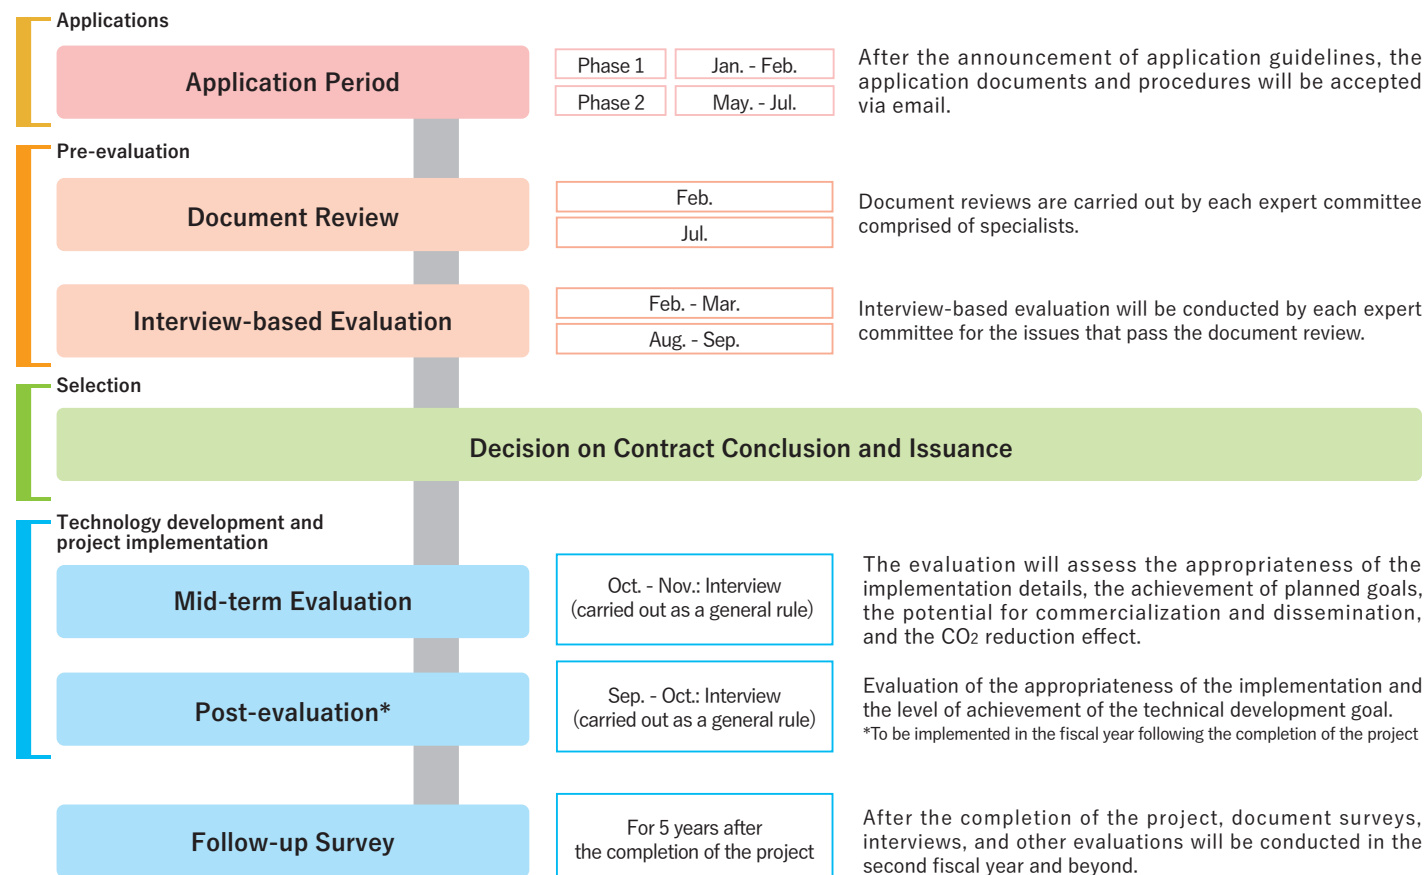 Applications
Application Period
Phase 1
Jan. - Feb.
Phase 2
May. - Jul.
After the announcement of application guidelines, the
application documents and procedures will be accepted
via email.
Pre-evaluation
Document Review
Feb.
Jul.
Document reviews are carried out by each expert committee
comprised of specialists.
Interview-based Evaluation
Feb. - Mar.
Aug. - Sep.
Interview-based evaluation will be conducted by each expert
committee for the issues that pass the document review.
Selection
Decision on Contract Conclusion and Issuance
Technology development and
project implementation
Mid-term Evaluation
Oct. - Nov.: Interview
(carried out as a general rule)
The evaluation will assess the appropriateness of the
implementation details, the achievement of planned goals,
the potential for commercialization and dissemination,
and the CO2 reduction effect.
Post-evaluation*
Sep. - Oct.: Interview
(carried out as a general rule)
Evaluation of the appropriateness of the implementation and
the level of achievement of the technical development goal.
*To be implemented in the fiscal year following the completion of the project
Follow-up Survey
For 5 years after
the completion of the project
After the completion of the project, document surveys,
interviews, and other evaluations will be conducted in the
second fiscal year and beyond.